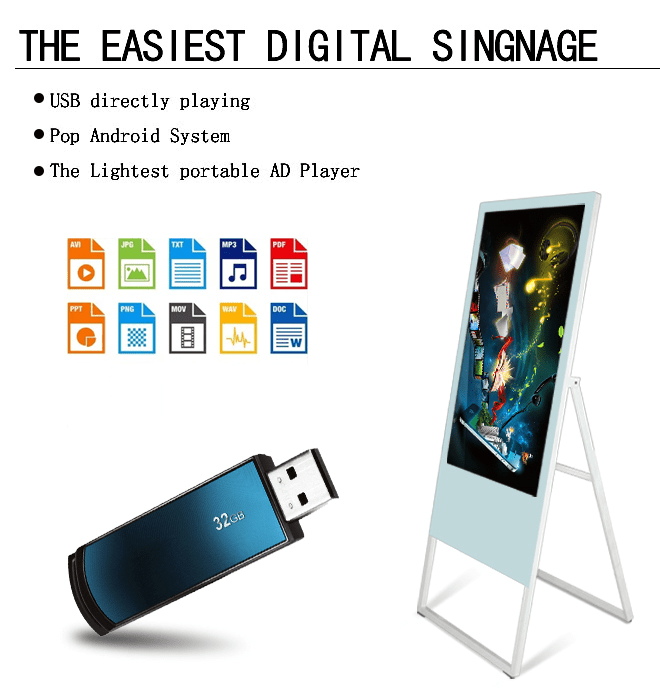 THE EASIEST DIGITAL SINGNAGE
● USB directly playing
● Pop Android System
● The Lightest portable AD Player
AVI JPG TXT MP3 PDF
PPT PNG MOV WAV DOC
W
32GB